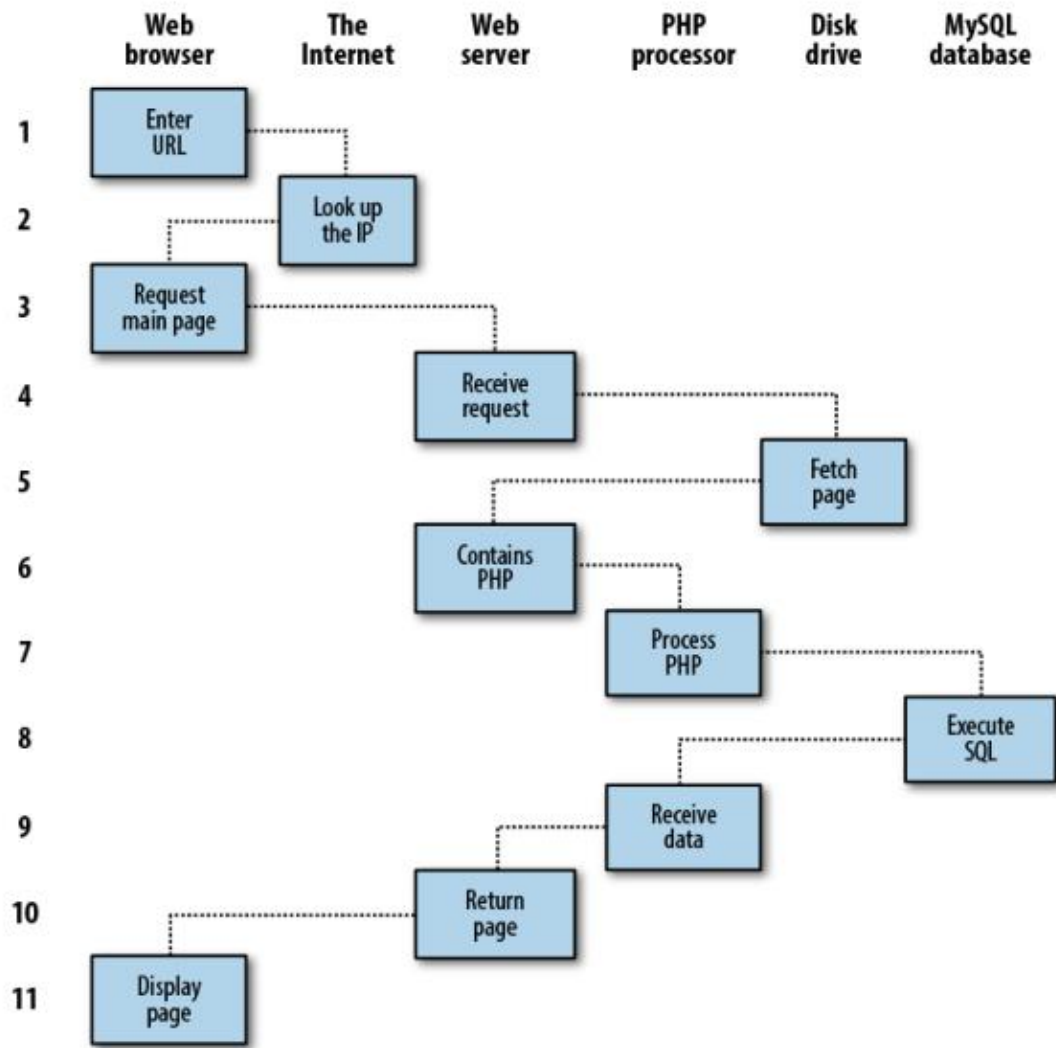 Web
browser
The
Internet
Web
server
PHP
processor
Disk
drive
MySQL
database
1
Enter
URL
2
Look up
the IP
3
Request
main page
4
Receive
request
5
Fetch
page
6
Contains
PHP
7
Process
PHP
8
Execute
SQL
9
Receive
data
10
Return
page
11
Display
page